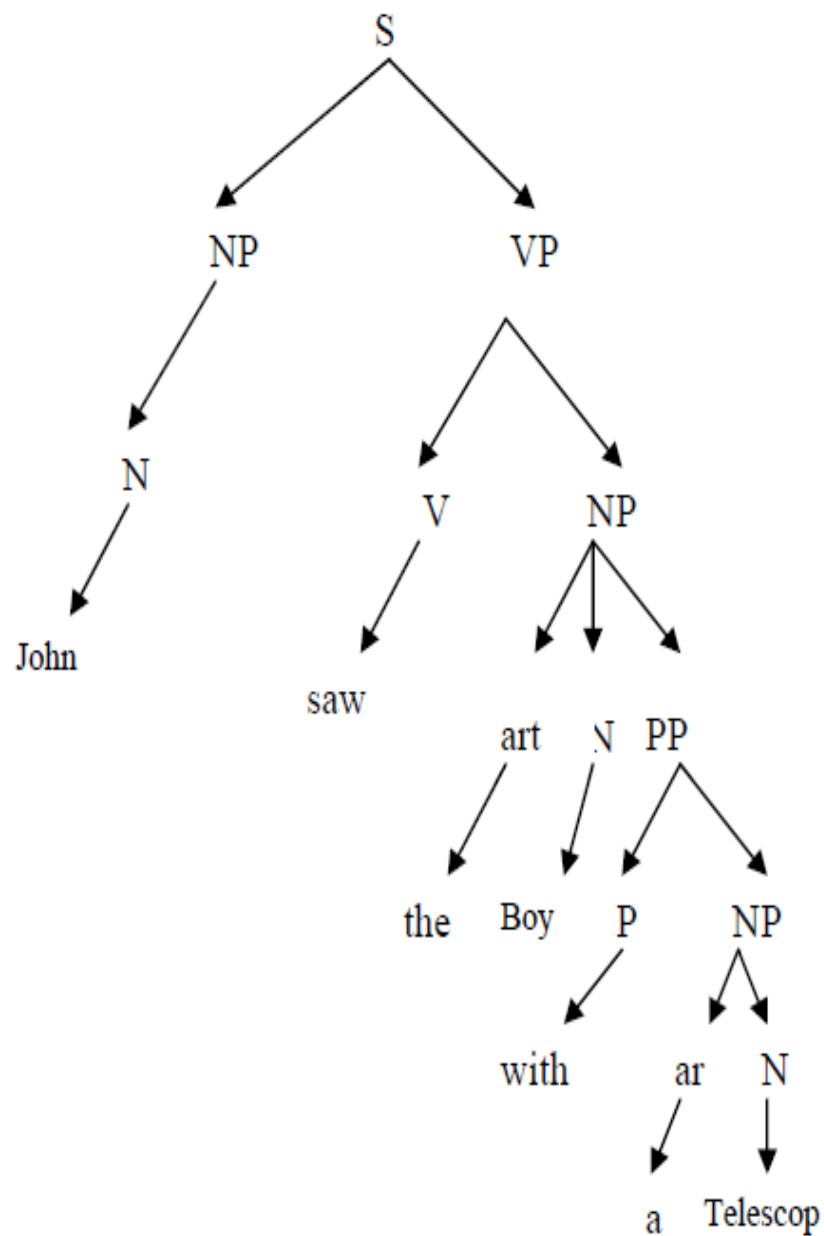 S
NP VP
N
V NP
John
saw
art N PP
the Boy P NP
with ar N
a Telescop